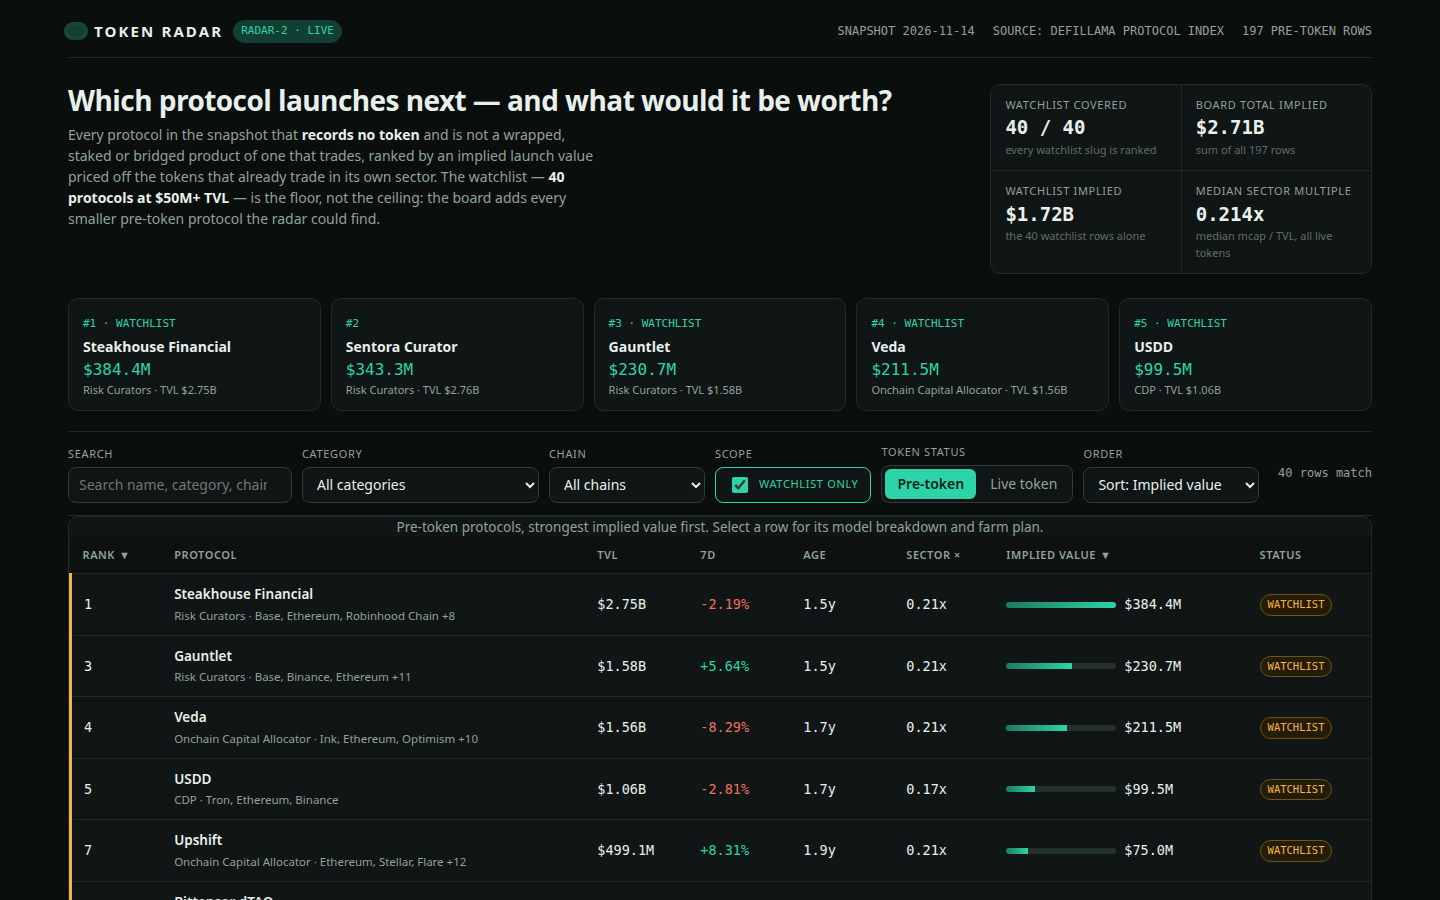 TOKEN RADAR
RADAR-2 · LIVE
SNAPSHOT 2026-11-14 SOURCE: DEFILLAMA PROTOCOL INDEX 197 PRE-TOKEN ROWS
Which protocol launches next — and what would it be worth?
Every protocol in the snapshot that records no token and is not a wrapped,
staked or bridged product of one that trades, ranked by an implied launch value
priced off the tokens that already trade in its own sector. The watchlist — 40
protocols at $50M+ TVL — is the floor, not the ceiling: the board adds every
smaller pre-token protocol the radar could find.
WATCHLIST COVERED
40 / 40
every watchlist slug is ranked
BOARD TOTAL IMPLIED
$2.71B
sum of all 197 rows
WATCHLIST IMPLIED
$1.72B
the 40 watchlist rows alone
MEDIAN SECTOR MULTIPLE
0.214x
median mcap / TVL, all live
tokens
#1 · WATCHLIST
Steakhouse Financial
$384.4M
Risk Curators · TVL $2.75B
#2
Sentora Curator
$343.3M
Risk Curators · TVL $2.76B
#3 · WATCHLIST
Gauntlet
$230.7M
Risk Curators · TVL $1.58B
#4 · WATCHLIST
Veda
$211.5M
Onchain Capital Allocator · TVL $1.56B
#5 · WATCHLIST
USDD
$99.5M
CDP · TVL $1.06B
SEARCH
Search name, category, chair
CATEGORY
All categories
CHAIN
All chains
SCOPE
WATCHLIST ONLY
TOKEN STATUS
Pre-token Live token
ORDER
Sort: Implied value
40 rows match
Pre-token protocols, strongest implied value first. Select a row for its model breakdown and farm plan.
RANK ▼ PROTOCOL TVL 7D AGE SECTOR × IMPLIED VALUE ▼ STATUS
1 Steakhouse Financial $2.75B -2.19% 1.5y 0.21x $384.4M WATCHLIST
Risk Curators · Base, Ethereum, Robinhood Chain +8
3 Gauntlet $1.58B +5.64% 1.5y 0.21x $230.7M WATCHLIST
Risk Curators · Base, Binance, Ethereum +11
4 Veda $1.56B -8.29% 1.7y 0.21x $211.5M WATCHLIST
Onchain Capital Allocator · Ink, Ethereum, Optimism +10
5 USDD $1.06B -2.81% 1.7y 0.17x $99.5M WATCHLIST
CDP · Tron, Ethereum, Binance
7 Upshift $499.1M +8.31% 1.9y 0.21x $75.0M WATCHLIST
Onchain Capital Allocator · Ethereum, Stellar, Flare +12